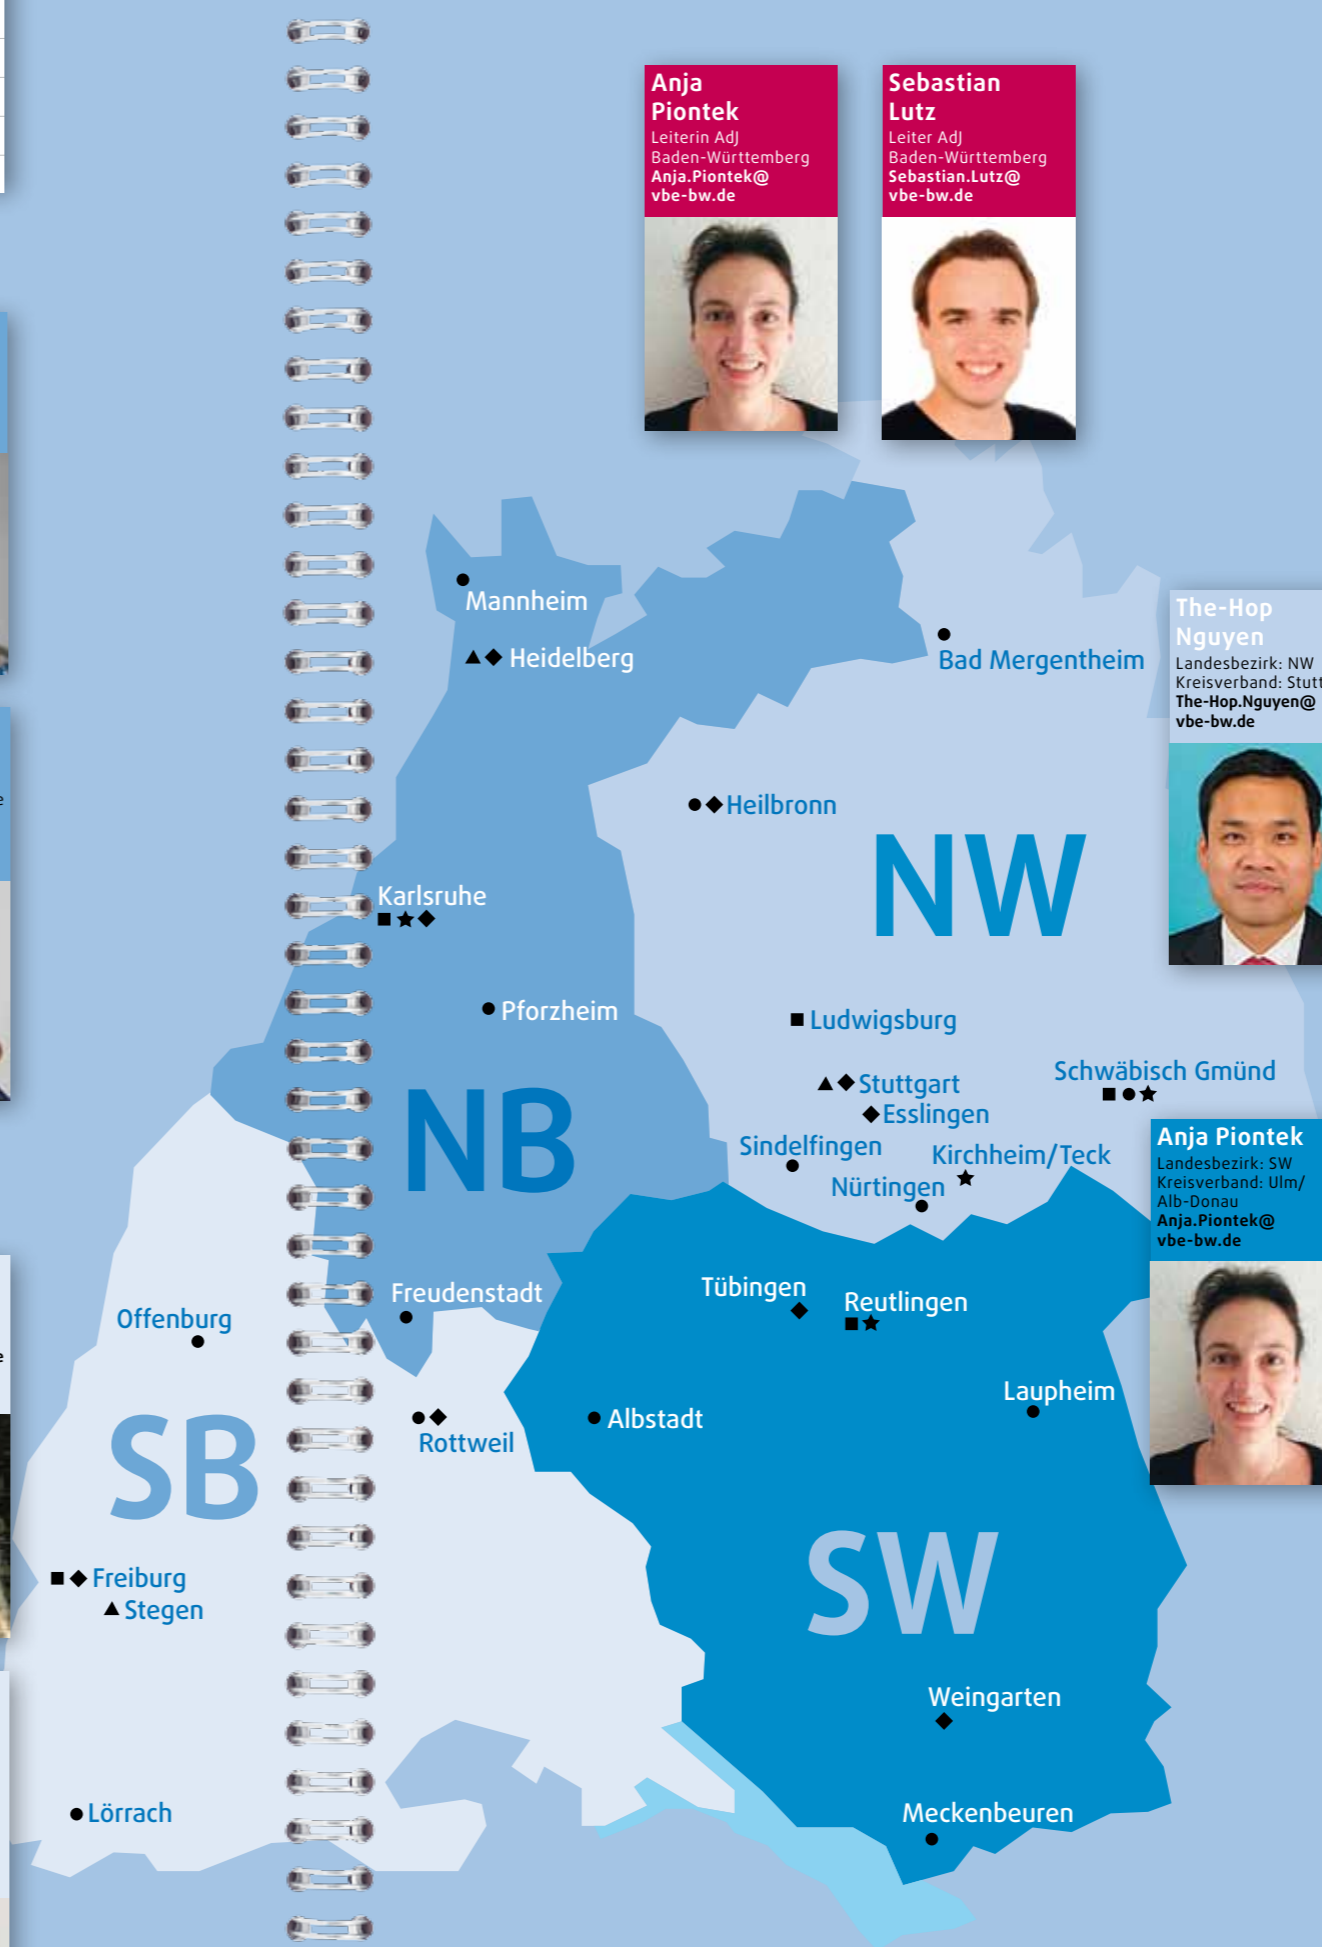 Anja
Piontek
Leiterin AdJ
Baden-Württemberg
Anja.Piontek@
vbe-bw.de
Sebastian
Lutz
Leiter AdJ
Baden-Württemberg
Sebastian.Lutz@
vbe-bw.de
Mannheim
Heidelberg
Bad Mergentheim
The-Hop
Nguyen
Landesbezirk: NW
Kreisverband: Stutt
The-Hop.Nguyen@
vbe-bw.de
Heilbronn
NW
Karlsruhe
Pforzheim
Ludwigsburg
Schwäbisch Gmünd
Stuttgart
Esslingen
NB
Sindelfingen
Kirchheim/Teck
Nürtingen
Anja Piontek
Landesbezirk: SW
Kreisverband: Ulm/
Alb-Donau
Anja.Piontek@
vbe-bw.de
Freudenstadt
Tübingen
Reutlingen
Offenburg
Laupheim
Albstadt
Rottweil
SB
SW
Freiburg
Stegen
Weingarten
Lörrach
Meckenbeuren